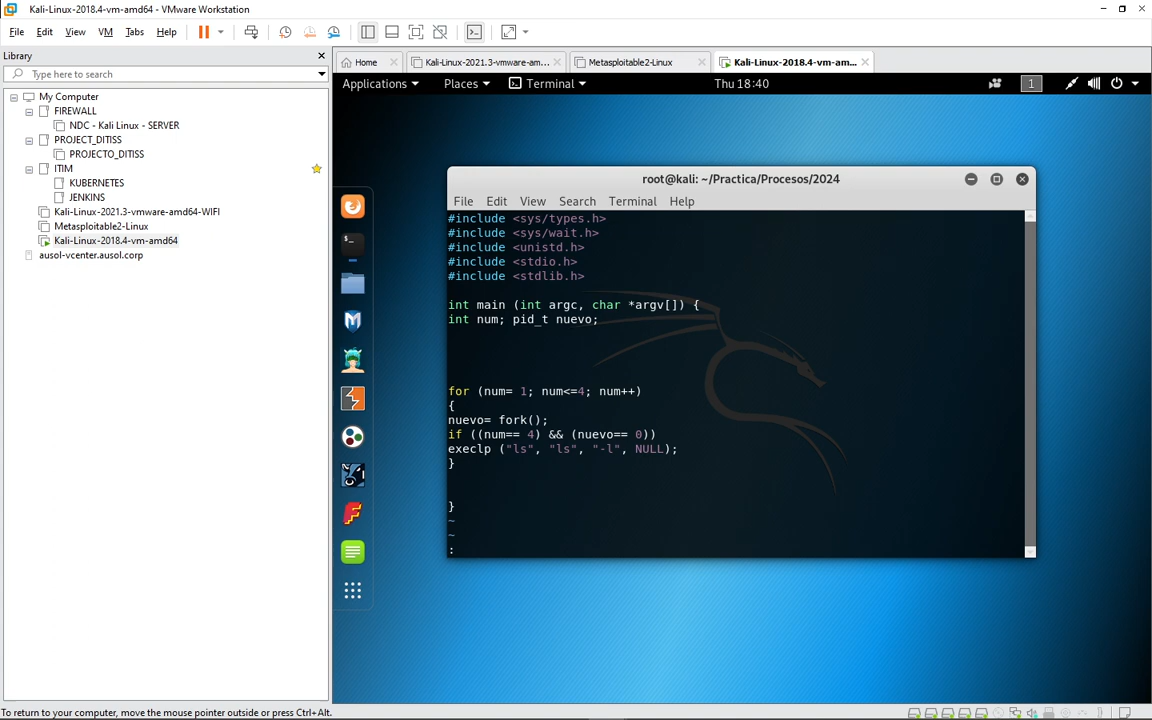 Kali-Linux-2018.4-vm-amd64 - VMware Workstation
File Edit View VM Tabs Help
Library
Type here to search
My Computer
FIREWALL
NDC - Kali Linux - SERVER
PROJECT_DITISS
PROJECTO_DITISS
ITIM
KUBERNETES
JENKINS
Kali-Linux-2021.3-vmware-amd64-WIFI
Metasploitable2-Linux
Kali-Linux-2018.4-vm-amd64
ausol-vcenter.ausol.corp
Home Kali-Linux-2021.3-vmware-am... Metasploitable2-Linux Kali-Linux-2018.4-vm-am...
Applications Places Terminal Thu 18:40 1
root@kali: ~/Practica/Procesos/2024
File Edit View Search Terminal Help
#include <sys/types.h>
#include <sys/wait.h>
#include <unistd.h>
#include <stdio.h>
#include <stdlib.h>
int main (int argc, char *argv[]) {
int num; pid_t nuevo;
for (num= 1; num<=4; num++)
{
nuevo= fork();
if ((num== 4) && (nuevo== 0))
execlp ("ls", "ls", "-l", NULL);
}
}
~
~
:
To return to your computer, move the mouse pointer outside or press Ctrl+Alt.